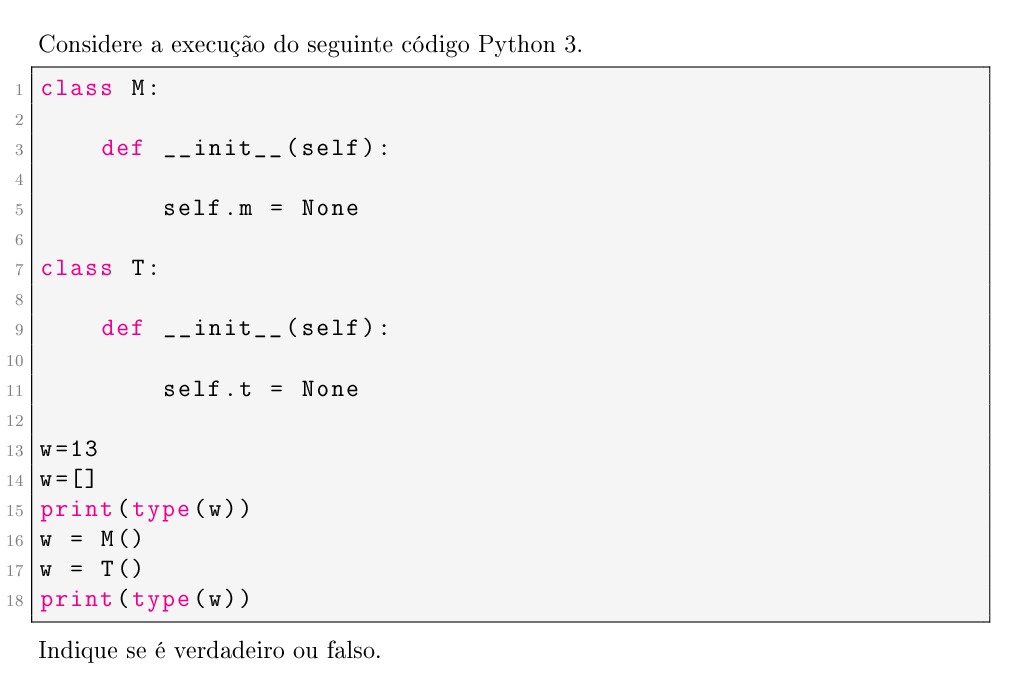 Considere a execução do seguinte código Python 3.
1 class M:
2
3     def __init__(self):
4
5         self.m = None
6
7 class T:
8
9     def __init__(self):
10
11         self.t = None
12
13 w=13
14 w=[]
15 print(type(w))
16 w = M()
17 w = T()
18 print(type(w))
Indique se é verdadeiro ou falso.